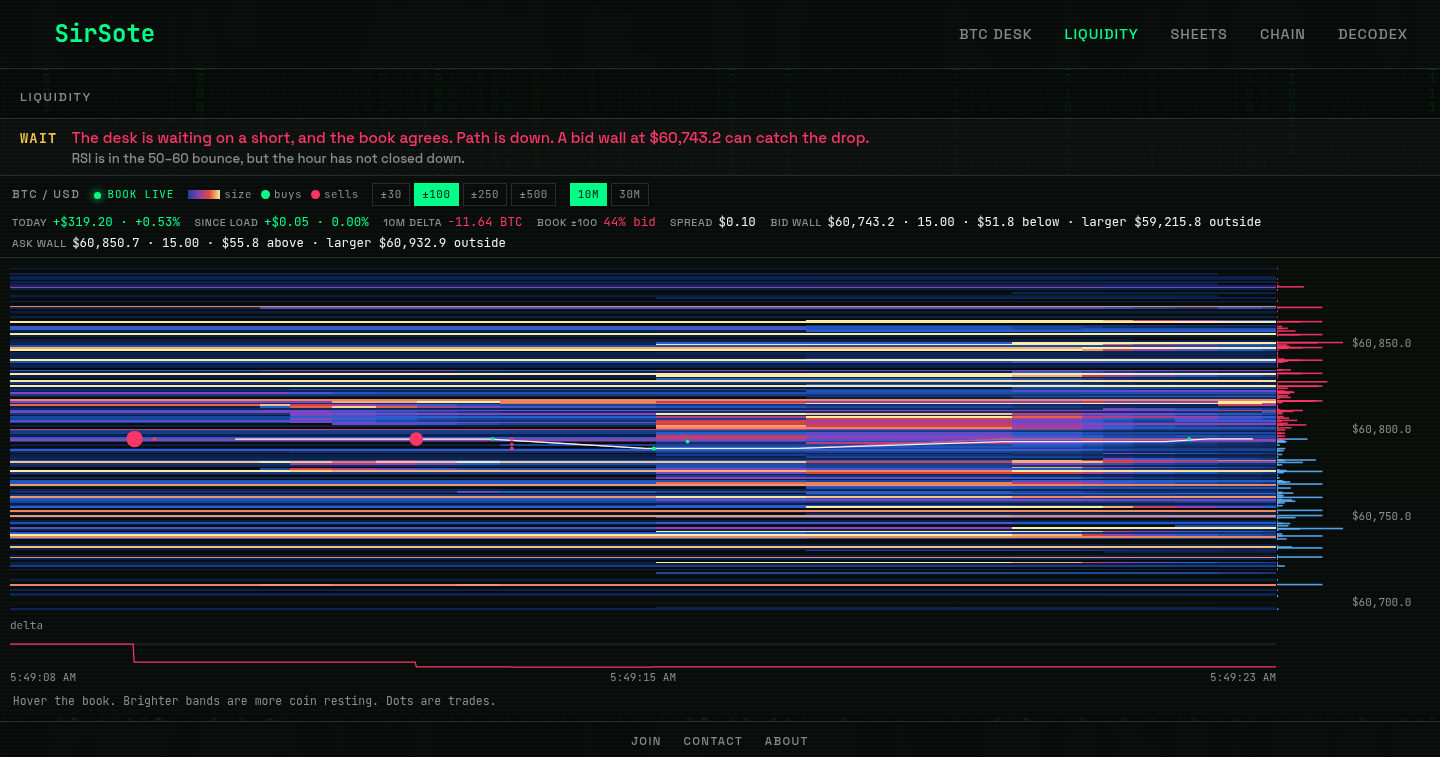 SirSote
BTC DESK LIQUIDITY SHEETS CHAIN DECODEX
LIQUIDITY
WAIT The desk is waiting on a short, and the book agrees. Path is down. A bid wall at $60,743.2 can catch the drop.
RSI is in the 50–60 bounce, but the hour has not closed down.
BTC / USD BOOK LIVE size buys sells ±30 ±100 ±250 ±500 10M 30M
TODAY +$319.20 · +0.53% SINCE LOAD +$0.05 · 0.00% 10M DELTA -11.64 BTC BOOK ±100 44% bid SPREAD $0.10 BID WALL $60,743.2 · 15.00 · $51.8 below · larger $59,215.8 outside
ASK WALL $60,850.7 · 15.00 · $55.8 above · larger $60,932.9 outside
$60,850.0
$60,800.0
$60,750.0
$60,700.0
delta
5:49:08 AM 5:49:15 AM 5:49:23 AM
Hover the book. Brighter bands are more coin resting. Dots are trades.
JOIN CONTACT ABOUT